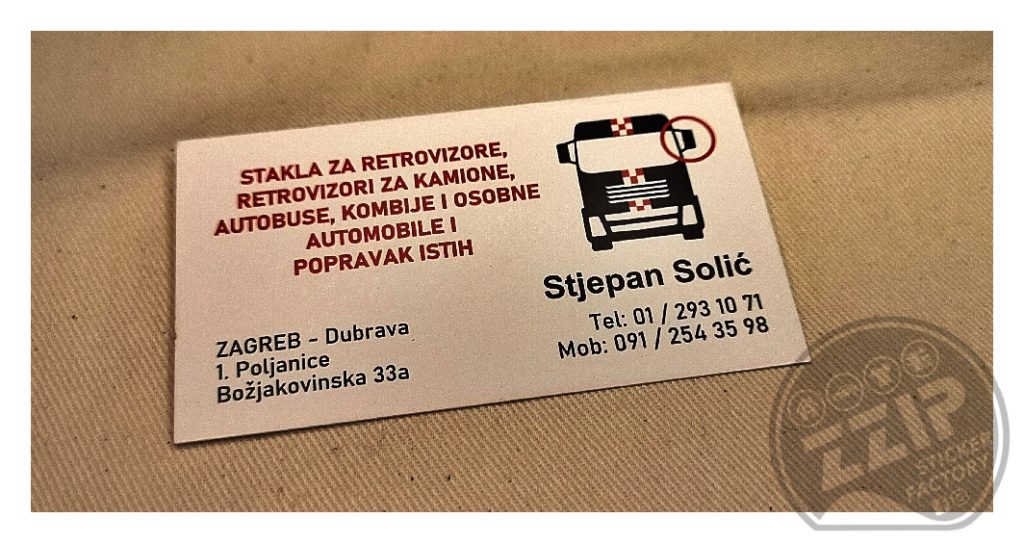 STAKLA ZA RETROVIZORE,
RETROVIZORI ZA KAMIONE,
AUTOBUSE, KOMBIJE I OSOBNE
AUTOMOBILE I
POPRAVAK ISTIH
Stjepan Solić
Tel: 01 / 293 10 71
Mob: 091 / 254 35 98
ZAGREB - Dubrava
1. Poljanice
Božjakovinska 33a
ZZIP
STICKER
FACTORY